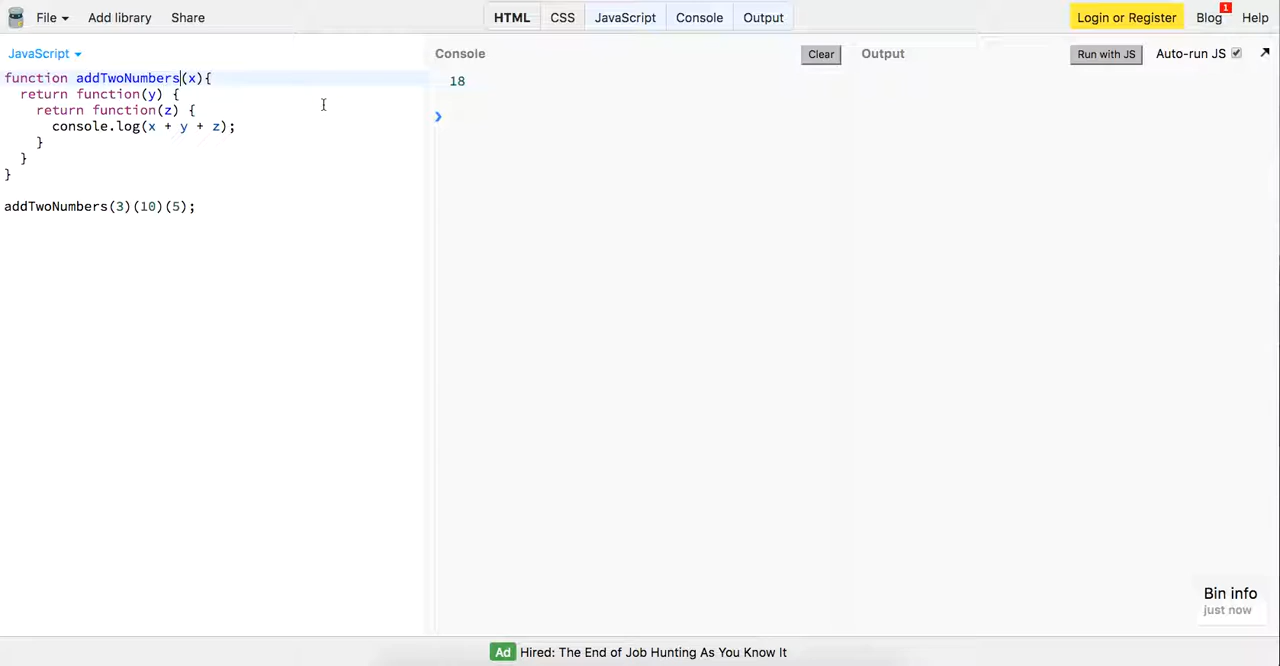 File Add library Share HTML CSS JavaScript Console Output Login or Register Blog 1 Help
JavaScript Console Clear Output Run with JS Auto-run JS
function addTwoNumbers(x){
  return function(y) {
    return function(z) {
      console.log(x + y + z);
    }
  }
}
addTwoNumbers(3)(10)(5);
18
Bin info
just now
Ad Hired: The End of Job Hunting As You Know It